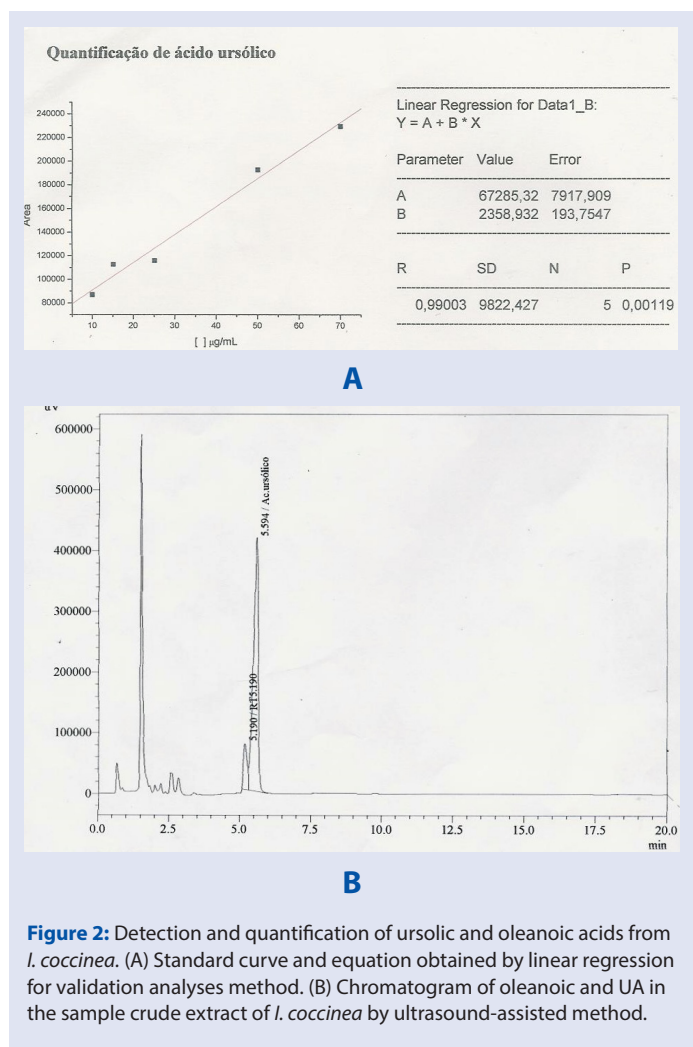 Quantificação de ácido ursólico
240000
220000
200000
180000
160000
140000
120000
100000
80000
Area
10 20 30 40 50 60 70
[ ] µg/mL
Linear Regression for Data1_B:
Y = A + B * X
Parameter Value Error
A 67285,32 7917,909
B 2358,932 193,7547
R SD N P
0,99003 9822,427 5 0,00119
A
uV
600000
500000
400000
300000
200000
100000
0
5.190 / RT5.190
5.594 / Ac.ursólico
0.0 2.5 5.0 7.5 10.0 12.5 15.0 17.5 20.0
min
B
Figure 2: Detection and quantification of ursolic and oleanoic acids from
I. coccinea. (A) Standard curve and equation obtained by linear regression
for validation analyses method. (B) Chromatogram of oleanoic and UA in
the sample crude extract of I. coccinea by ultrasound-assisted method.